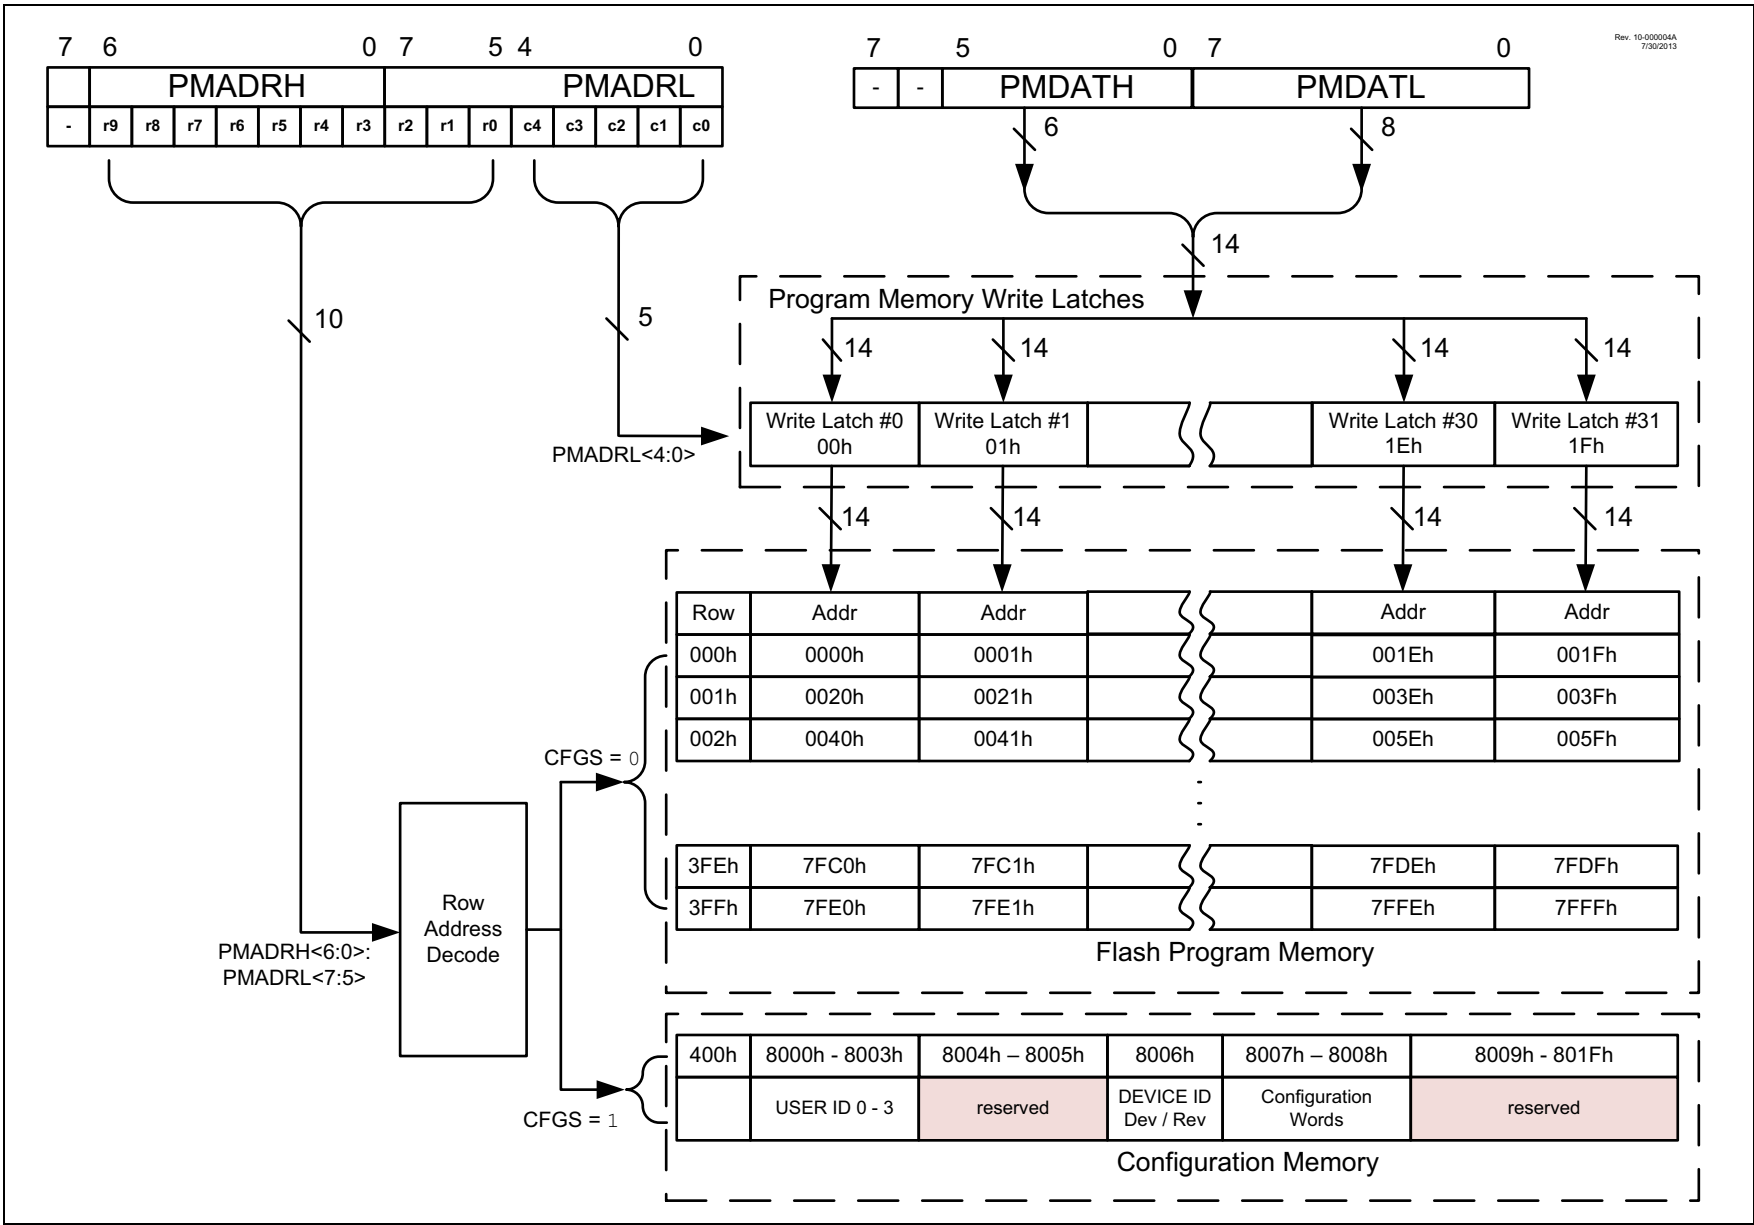 Rev. 10-000004A
7/30/2013
7 6 0 7 5 4 0
PMADRH PMADRL
- r9 r8 r7 r6 r5 r4 r3 r2 r1 r0 c4 c3 c2 c1 c0
7 5 0 7 0
- - PMDATH PMDATL
6 8
14
10
5
Program Memory Write Latches
14 14 14 14
Write Latch #0 Write Latch #1 Write Latch #30 Write Latch #31
00h 01h 1Eh 1Fh
PMADRL<4:0>
14 14 14 14
Row Addr Addr Addr Addr
000h 0000h 0001h 001Eh 001Fh
001h 0020h 0021h 003Eh 003Fh
002h 0040h 0041h 005Eh 005Fh
CFGS = 0
3FEh 7FC0h 7FC1h 7FDEh 7FDFh
3FFh 7FE0h 7FE1h 7FFEh 7FFFh
Flash Program Memory
Row
Address
Decode
PMADRH<6:0>:
PMADRL<7:5>
400h 8000h - 8003h 8004h – 8005h 8006h 8007h – 8008h 8009h - 801Fh
USER ID 0 - 3 reserved DEVICE ID Configuration reserved
Dev / Rev Words
CFGS = 1
Configuration Memory